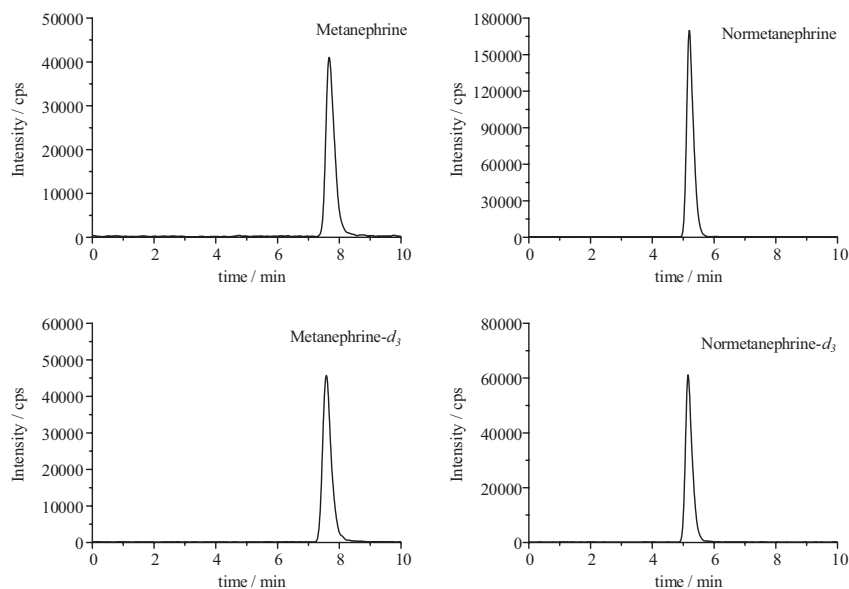 Metanephrine
Intensity / cps
50000
40000
30000
20000
10000
0
0 2 4 6 8 10
time / min
Normetanephrine
Intensity / cps
180000
150000
120000
90000
60000
30000
0
0 2 4 6 8 10
time / min
Metanephrine-d3
Intensity / cps
60000
50000
40000
30000
20000
10000
0
0 2 4 6 8 10
time / min
Normetanephrine-d3
Intensity / cps
80000
60000
40000
20000
0
0 2 4 6 8 10
time / min